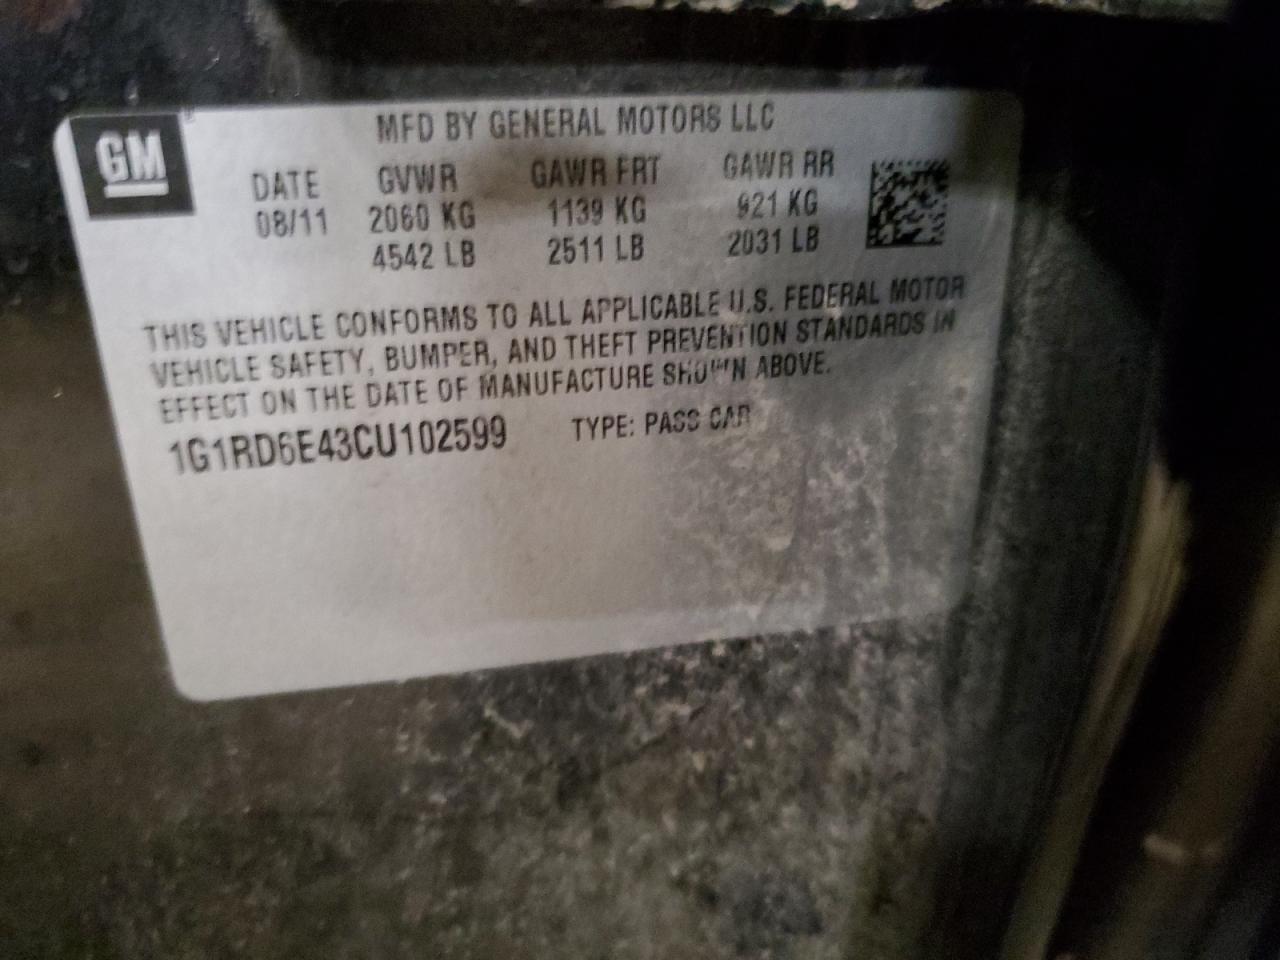 GM
MFD BY GENERAL MOTORS LLC
DATE GVWR GAWR FRT GAWR RR
08/11 2060 KG 1139 KG 921 KG
4542 LB 2511 LB 2031 LB
THIS VEHICLE CONFORMS TO ALL APPLICABLE U.S. FEDERAL MOTOR
VEHICLE SAFETY, BUMPER, AND THEFT PREVENTION STANDARDS IN
EFFECT ON THE DATE OF MANUFACTURE SHOWN ABOVE.
1G1RD6E43CU102599 TYPE: PASS CAR